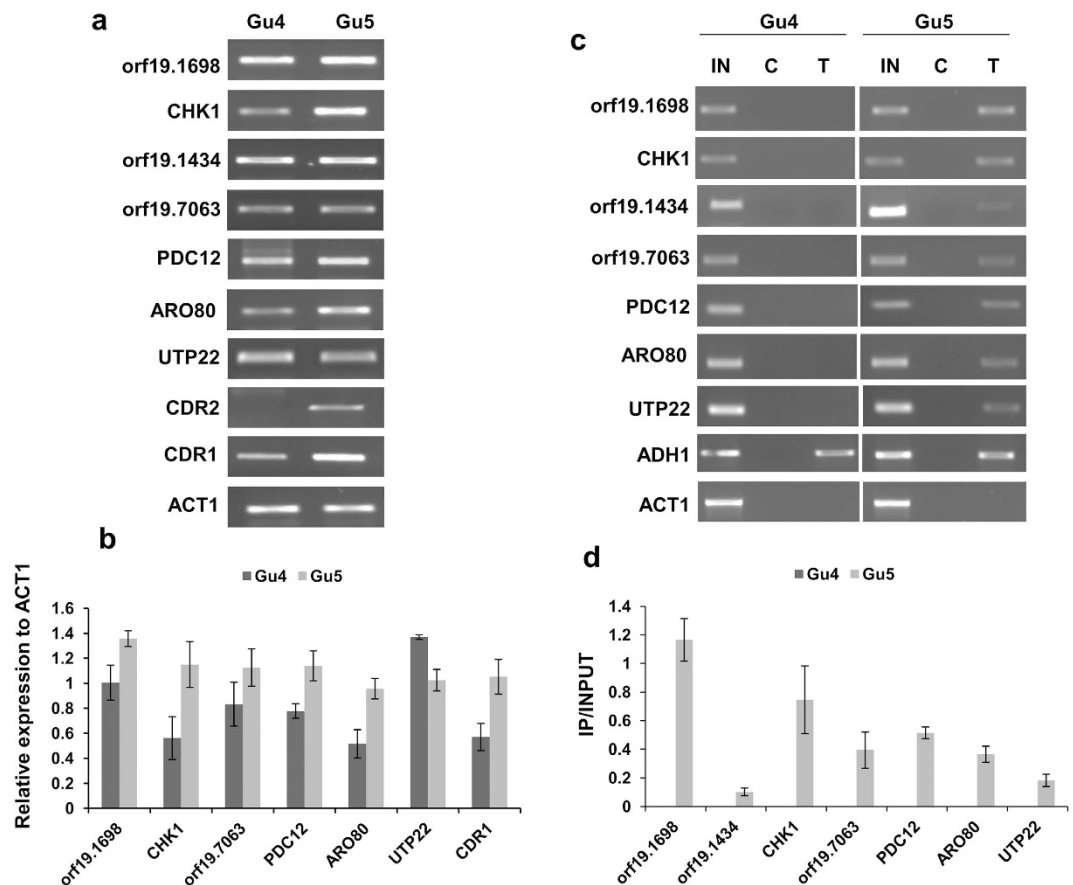 a
Gu4 Gu5
orf19.1698
CHK1
orf19.1434
orf19.7063
PDC12
ARO80
UTP22
CDR2
CDR1
ACT1
b
Gu4 Gu5
Relative expression to ACT1
1.6
1.4
1.2
1
0.8
0.6
0.4
0.2
0
orf19.1698
CHK1
orf19.7063
PDC12
ARO80
UTP22
CDR1
c
Gu4 Gu5
IN C T IN C T
orf19.1698
CHK1
orf19.1434
orf19.7063
PDC12
ARO80
UTP22
ADH1
ACT1
d
Gu4 Gu5
IP/INPUT
1.4
1.2
1
0.8
0.6
0.4
0.2
0
orf19.1698
orf19.1434
CHK1
orf19.7063
PDC12
ARO80
UTP22